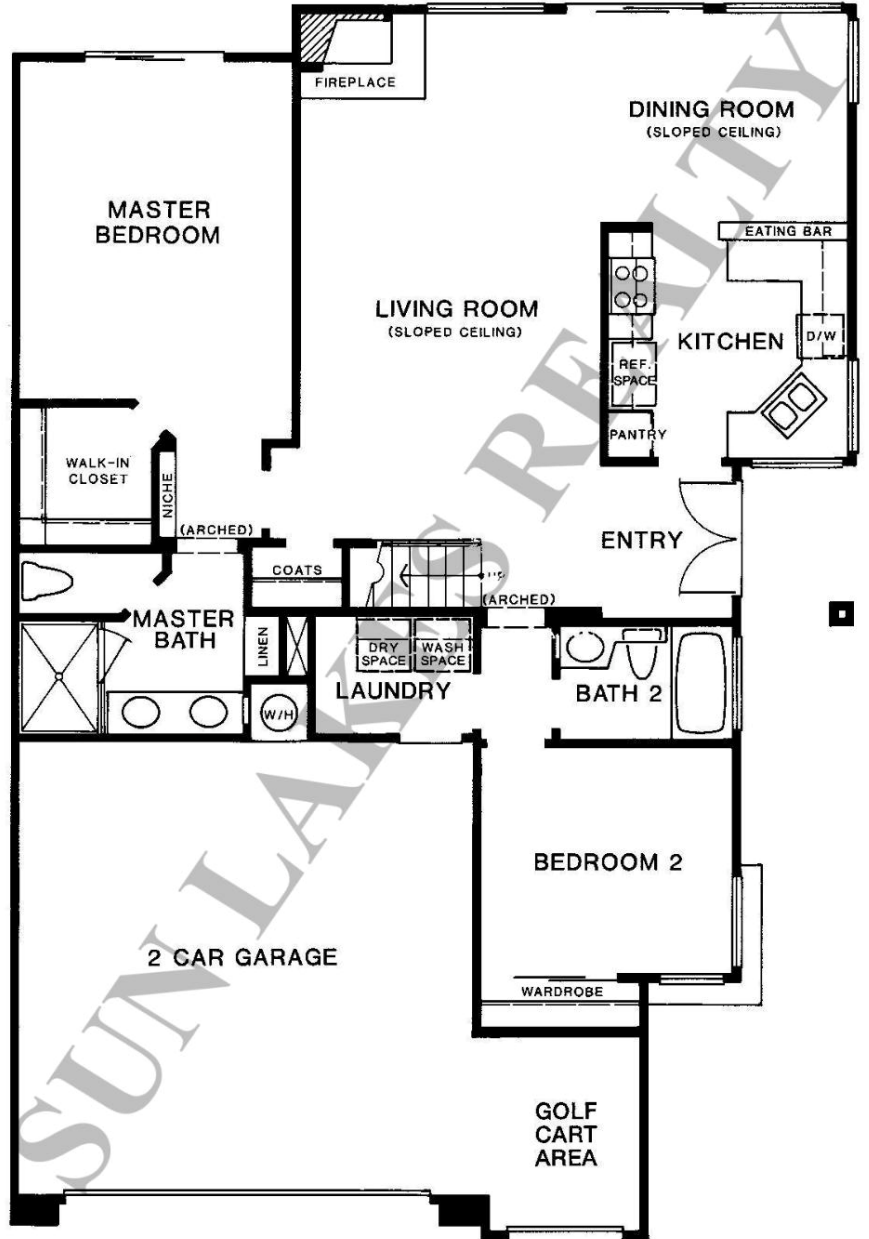 FIREPLACE
DINING ROOM
(SLOPED CEILING)
MASTER
BEDROOM
EATING BAR
LIVING ROOM
(SLOPED CEILING)
KITCHEN
D/W
REF.
SPACE
PANTRY
WALK-IN
CLOSET
NICHE
(ARCHED)
ENTRY
COATS
UP
(ARCHED)
MASTER
BATH
LINEN
DRY
SPACE
WASH
SPACE
LAUNDRY
BATH 2
W/H
BEDROOM 2
2 CAR GARAGE
WARDROBE
GOLF
CART
AREA
SUN LAKES REALTY